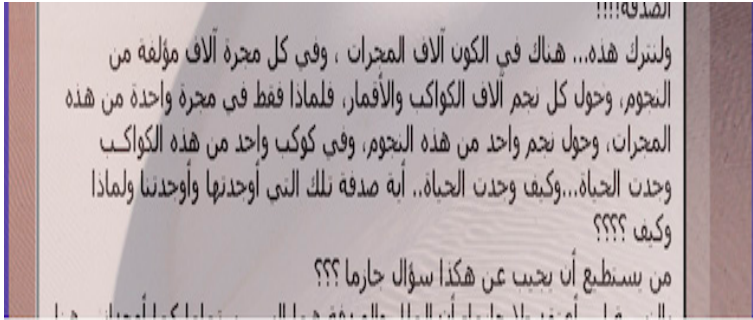 الصدفة!!!!
ولنترك هذه... هناك في الكون آلاف المجرات ، وفي كل مجرة آلاف مؤلفة من
النجوم، وحول كل نجم آلاف الكواكب والأقمار، فلماذا فقط في مجرة واحدة من هذه
المجرات، وحول نجم واحد من هذه النجوم، وفي كوكب واحد من هذه الكواكب
وجدت الحياة...وكيف وجدت الحياة.. أية صدفة تلك التي أوجدتها وأوجدتنا ولماذا
وكيف ؟؟؟؟
من يستطيع أن يجيب عن هكذا سؤال جازما ؟؟؟